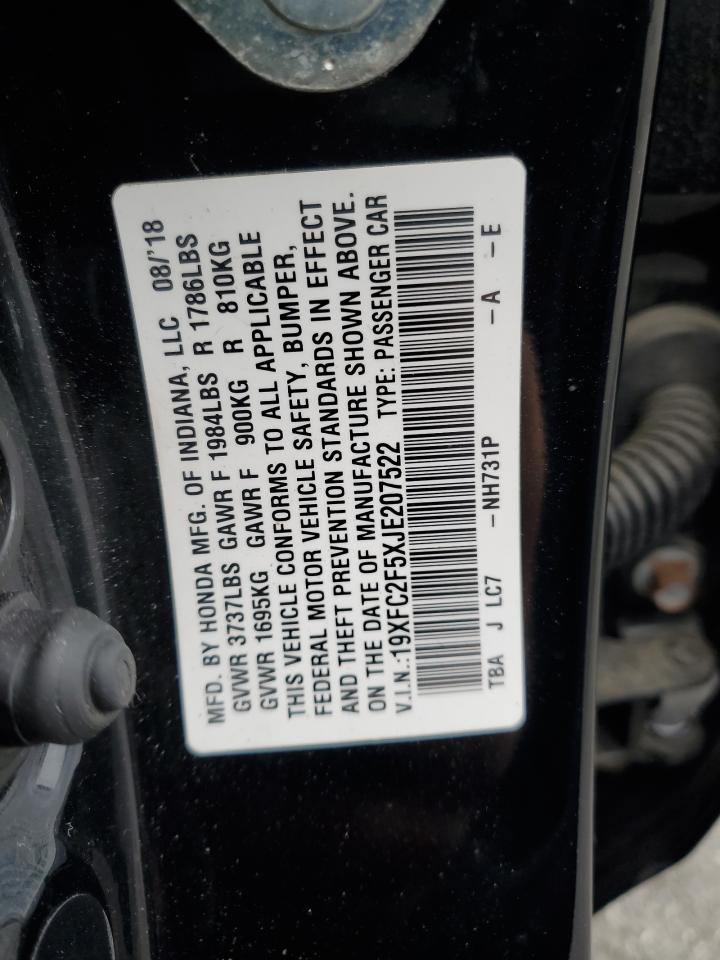 MFD. BY HONDA MFG. OF INDIANA, LLC 08/'18
GVWR 3737LBS GAWR F 1984LBS R 1786LBS
GVWR 1695KG GAWR F 900KG R 810KG
THIS VEHICLE CONFORMS TO ALL APPLICABLE
FEDERAL MOTOR VEHICLE SAFETY, BUMPER,
AND THEFT PREVENTION STANDARDS IN EFFECT
ON THE DATE OF MANUFACTURE SHOWN ABOVE.
V.I.N.:19XFC2F5XJE207522 TYPE: PASSENGER CAR
TBA J LC7 -NH731P -A -E